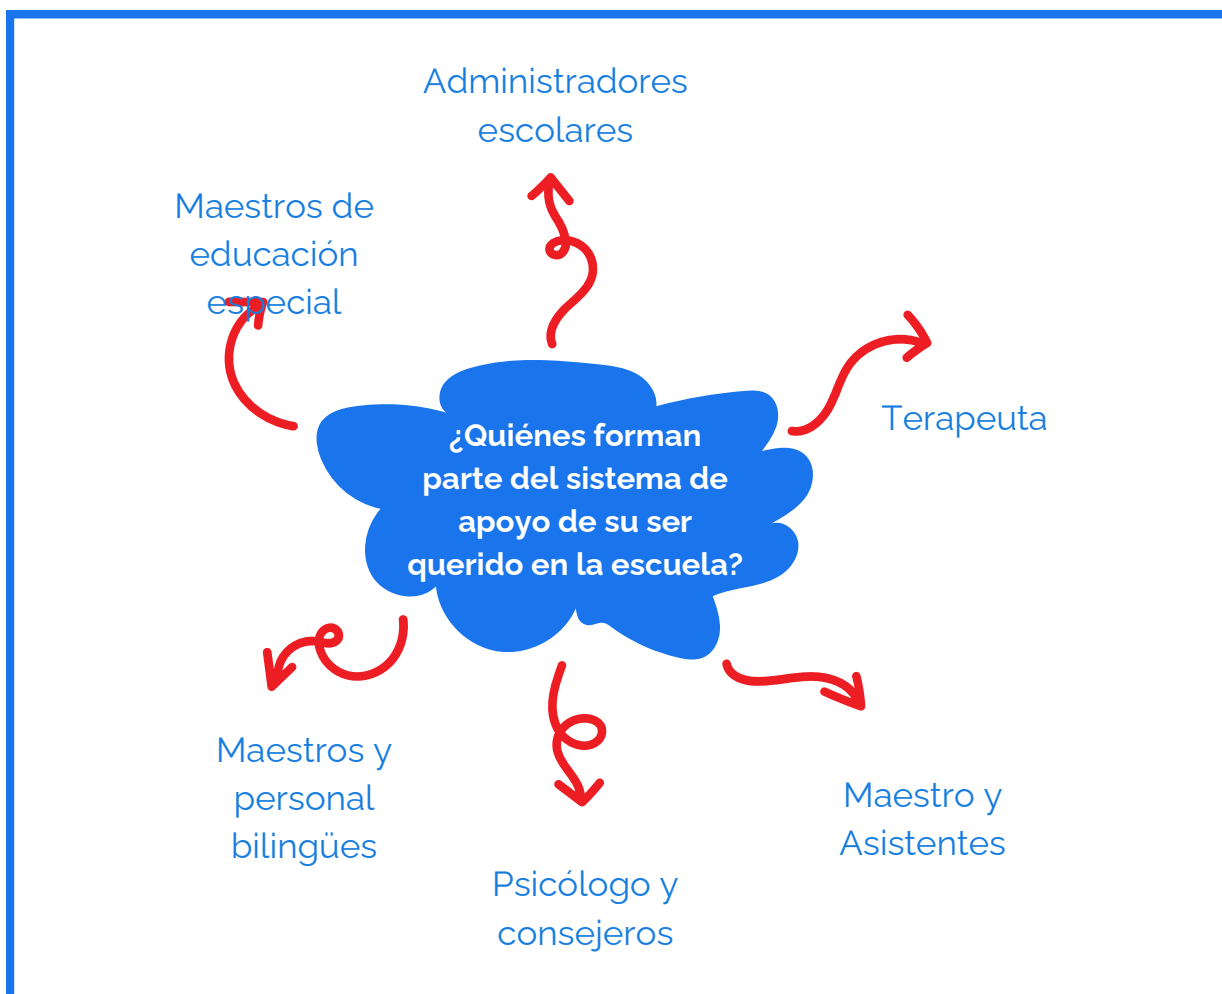 Administradores
escolares
Maestros de
educación
especial
Terapeuta
¿Quiénes forman
parte del sistema de
apoyo de su ser
querido en la escuela?
Maestros y
personal
bilingües
Maestro y
Asistentes
Psicólogo y
consejeros